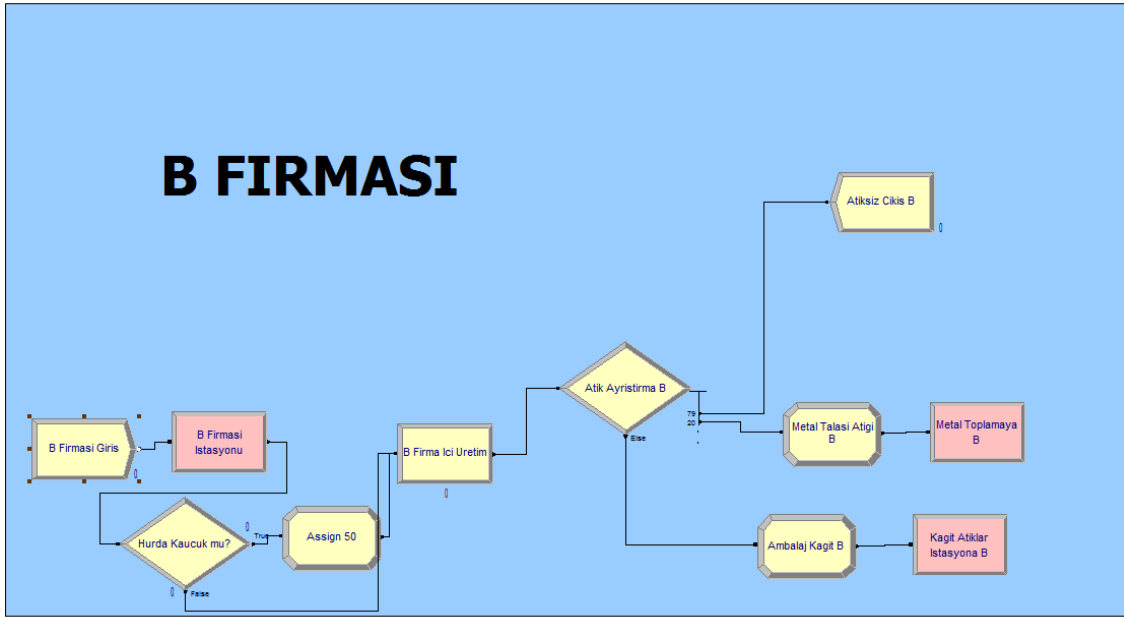 B FIRMASI
Atiksiz Cikis B
Atik Ayristirma B
79
20
Else
Metal Talasi Atigi
B
Metal Toplamaya
B
B Firmasi Giris
B Firmasi
Istasyonu
B Firma Ici Uretim
Hurda Kaucuk mu?
True
False
Assign 50
Ambalaj Kagit B
Kagit Atiklar
Istasyona B
0
0
0
0
0